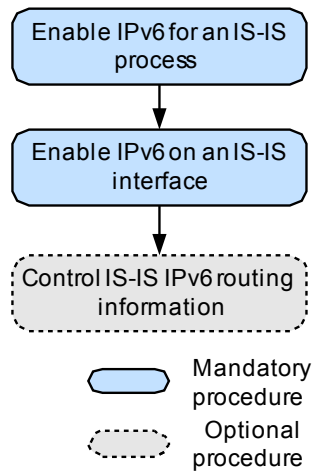 Enable IPv6 for an IS-IS
process
Enable IPv6 on an IS-IS
interface
Control IS-IS IPv6 routing
information
Mandatory
procedure
Optional
procedure